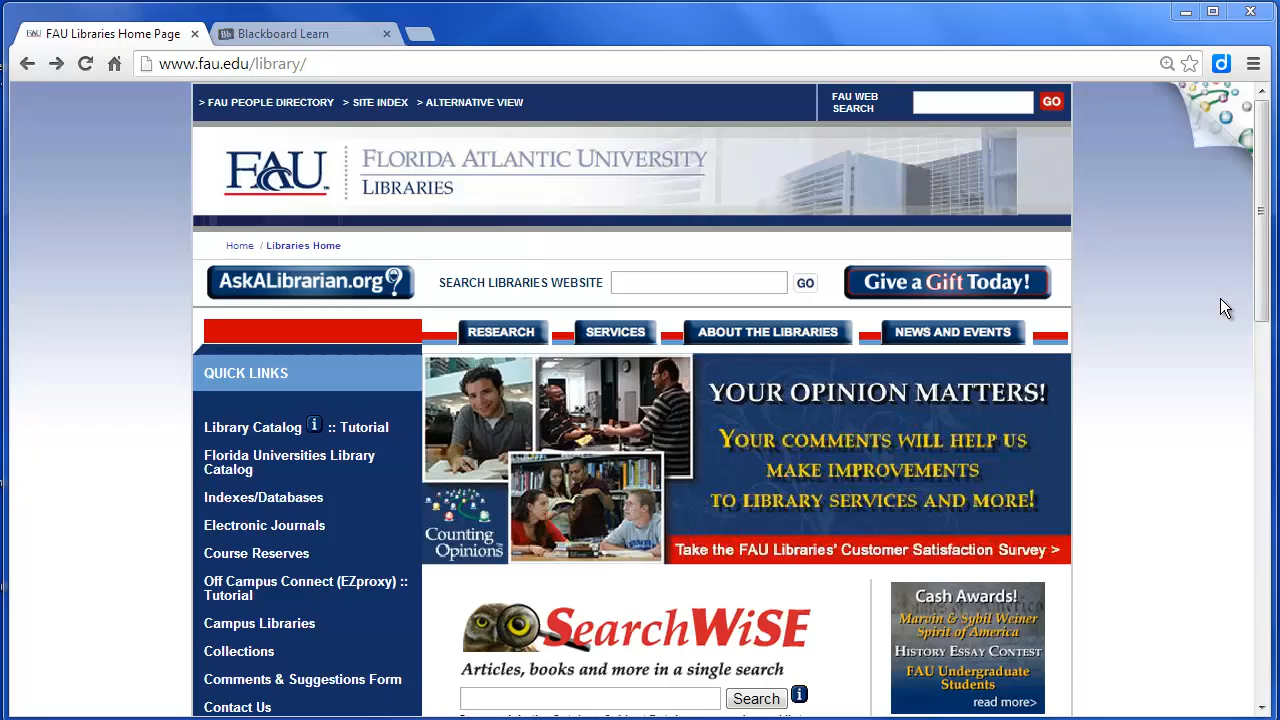 FAU Libraries Home Page
Blackboard Learn
www.fau.edu/library/
> FAU PEOPLE DIRECTORY > SITE INDEX > ALTERNATIVE VIEW
FAU WEB
SEARCH
GO
FAU
FLORIDA ATLANTIC UNIVERSITY
LIBRARIES
Home / Libraries Home
AskALibrarian.org?
SEARCH LIBRARIES WEBSITE
GO
Give a Gift Today!
RESEARCH
SERVICES
ABOUT THE LIBRARIES
NEWS AND EVENTS
QUICK LINKS
Library Catalog i :: Tutorial
Florida Universities Library
Catalog
Indexes/Databases
Electronic Journals
Course Reserves
Off Campus Connect (EZproxy) ::
Tutorial
Campus Libraries
Collections
Comments & Suggestions Form
Contact Us
YOUR OPINION MATTERS!
YOUR COMMENTS WILL HELP US
MAKE IMPROVEMENTS
TO LIBRARY SERVICES AND MORE!
Counting
Opinions
Take the FAU Libraries' Customer Satisfaction Survey >
SearchWiSE
Articles, books and more in a single search
Search i
Cash Awards!
Marvin & Sybil Weiner
Spirit of America
HISTORY ESSAY CONTEST
FAU Undergraduate
Students
read more>